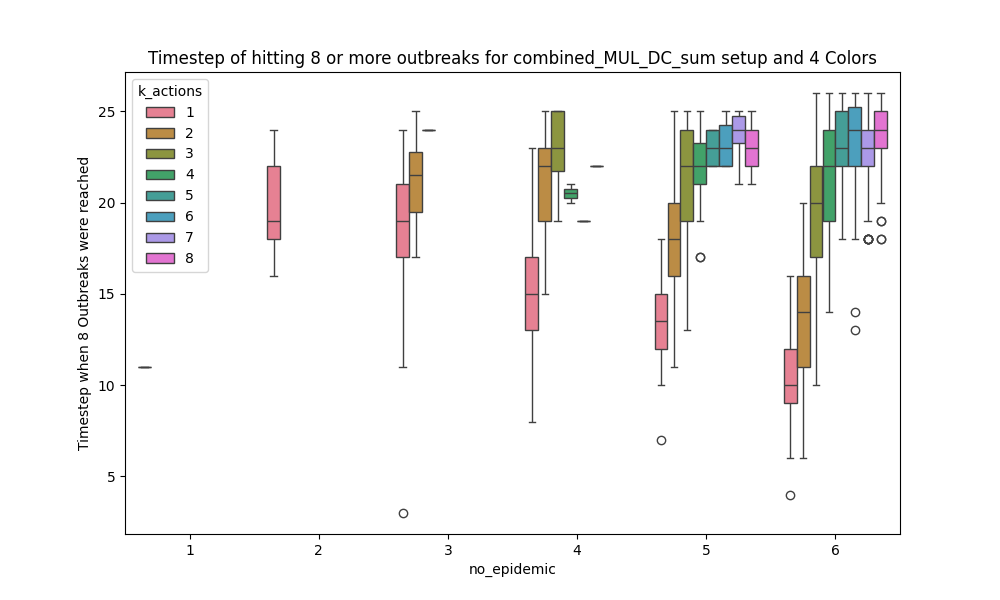 Timestep of hitting 8 or more outbreaks for combined_MUL_DC_sum setup and 4 Colors
k_actions
1
2
3
4
5
6
7
8
Timestep when 8 Outbreaks were reached
25
20
15
10
5
1 2 3 4 5 6
no_epidemic